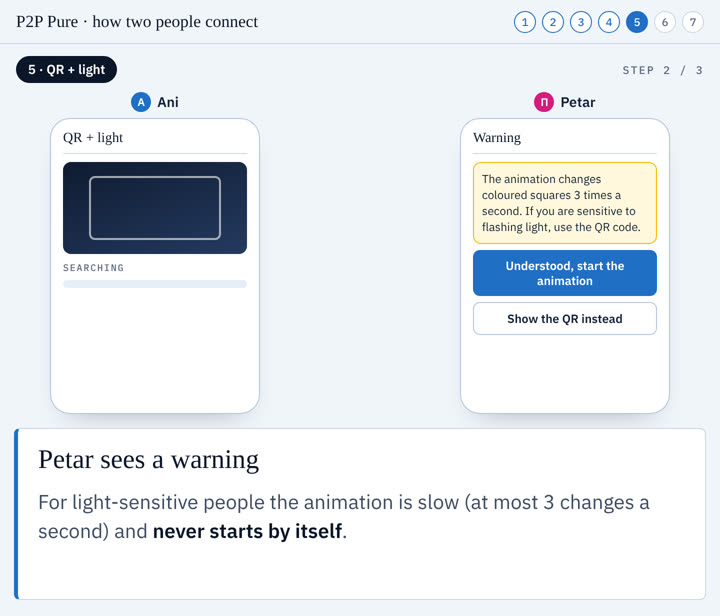 P2P Pure · how two people connect
1 2 3 4 5 6 7
5 · QR + light
STEP 2 / 3
A Ani
QR + light
SEARCHING
П Petar
Warning
The animation changes
coloured squares 3 times a
second. If you are sensitive to
flashing light, use the QR code.
Understood, start the
animation
Show the QR instead
Petar sees a warning
For light-sensitive people the animation is slow (at most 3 changes a
second) and never starts by itself.